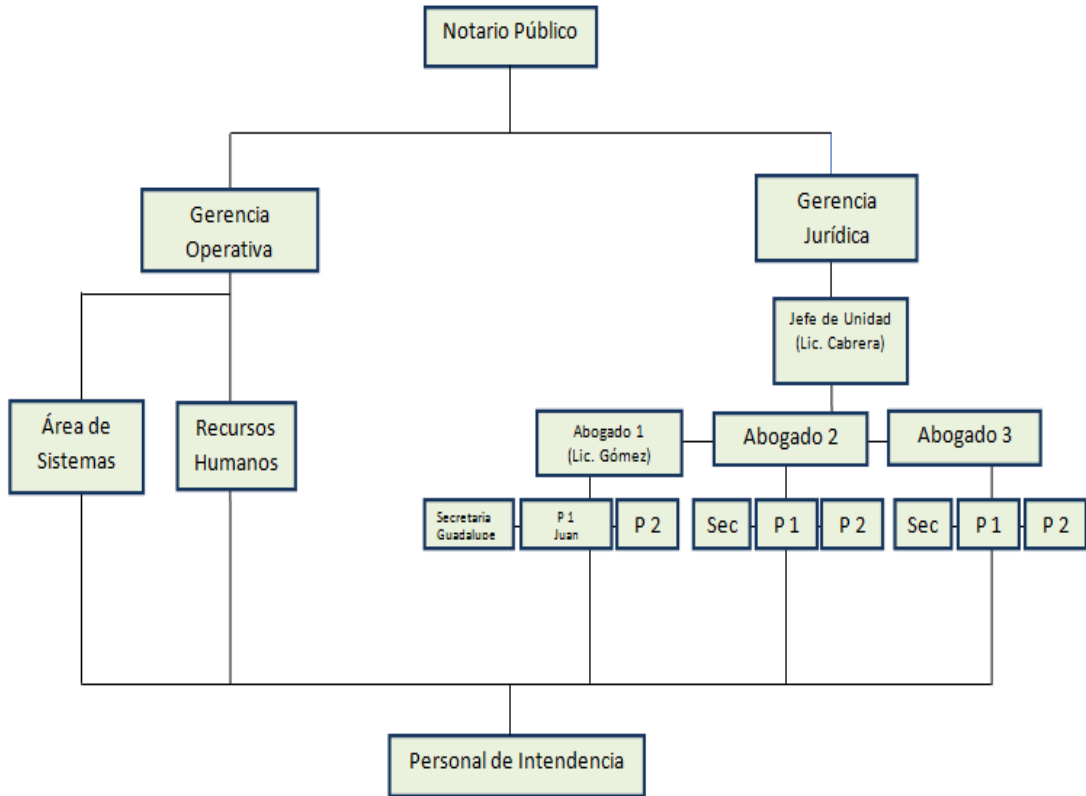 Notario Público
Gerencia
Operativa
Gerencia
Jurídica
Jefe de Unidad
(Lic. Cabrera)
Área de
Sistemas
Recursos
Humanos
Abogado 1
(Lic. Gómez)
Abogado 2
Abogado 3
Secretaria
Guadalupe
P 1
Juan
P 2
Sec
P 1
P 2
Sec
P 1
P 2
Personal de Intendencia